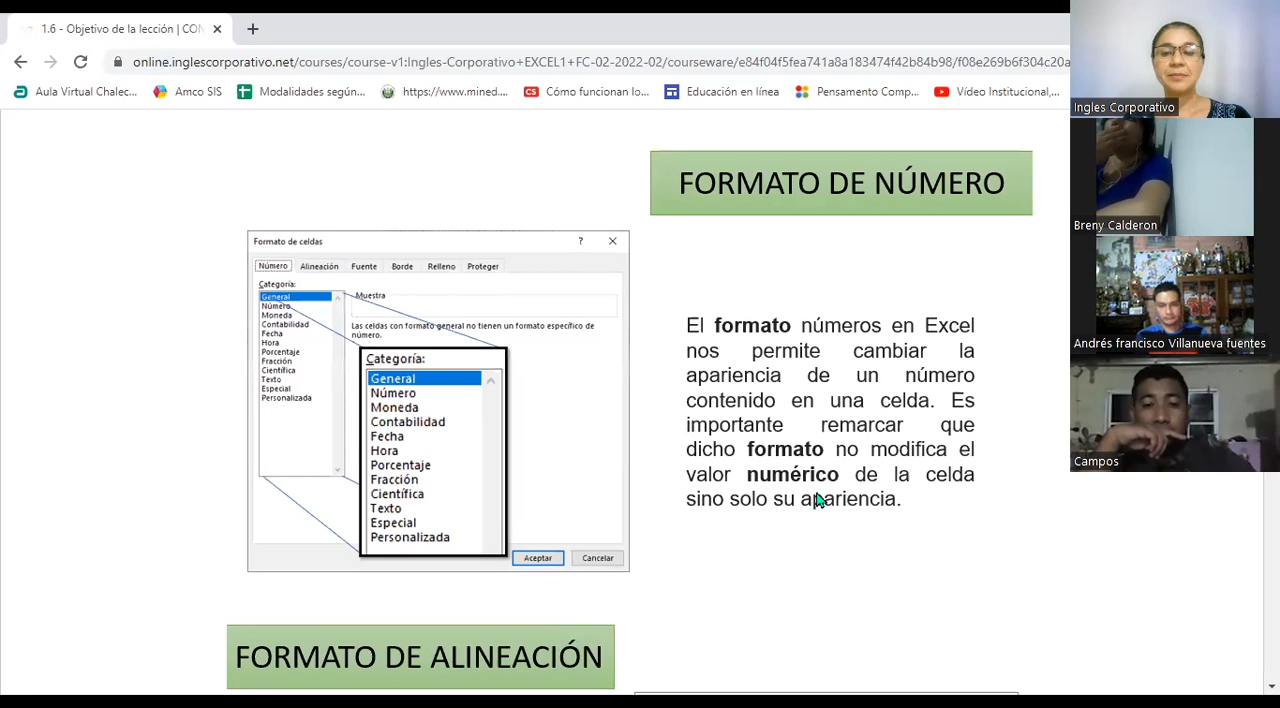 1.6 - Objetivo de la lección | CON
online.inglescorporativo.net/courses/course-v1:Ingles-Corporativo+EXCEL1+FC-02-2022-02/courseware/e84f04f5fea741a8a183474f42b84b98/f08e269b6f304c20a
Aula Virtual Chalec...
Amco SIS
Modalidades según...
https://www.mined....
CS Cómo funcionan lo...
Educación en línea
Pensamento Comp...
Vídeo Institucional,...
Ingles Corporativo
Breny Calderon
Andrés francisco Villanueva fuentes
Campos
FORMATO DE NÚMERO
Formato de celdas
?
Número Alineación Fuente Borde Relleno Proteger
Categoría:
General
Número
Moneda
Contabilidad
Fecha
Hora
Porcentaje
Fracción
Científica
Texto
Especial
Personalizada
Muestra
Las celdas con formato general no tienen un formato específico de
número.
Categoría:
General
Número
Moneda
Contabilidad
Fecha
Hora
Porcentaje
Fracción
Científica
Texto
Especial
Personalizada
Aceptar Cancelar
El formato números en Excel
nos permite cambiar la
apariencia de un número
contenido en una celda. Es
importante remarcar que
dicho formato no modifica el
valor numérico de la celda
sino solo su apariencia.
FORMATO DE ALINEACIÓN